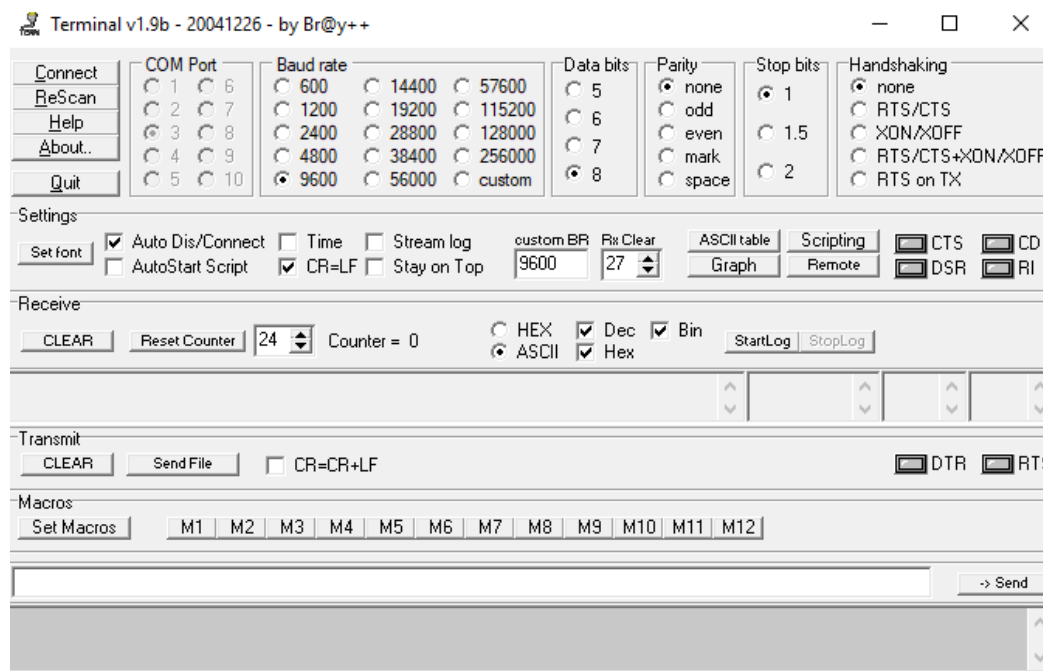 Terminal v1.9b - 20041226 - by Br@y++
Connect
ReScan
Help
About..
Quit
COM Port
1 6
2 7
3 8
4 9
5 10
Baud rate
600 14400 57600
1200 19200 115200
2400 28800 128000
4800 38400 256000
9600 56000 custom
Data bits
5
6
7
8
Parity
none
odd
even
mark
space
Stop bits
1
1.5
2
Handshaking
none
RTS/CTS
XON/XOFF
RTS/CTS+XON/XOFF
RTS on TX
Settings
Set font
Auto Dis/Connect Time Stream log
AutoStart Script CR=LF Stay on Top
custom BR Rx Clear
9600 27
ASCII table Scripting
Graph Remote
CTS CD
DSR RI
Receive
CLEAR Reset Counter 24 Counter = 0
HEX Dec Bin
ASCII Hex
StartLog StopLog
Transmit
CLEAR Send File CR=CR+LF DTR RTS
Macros
Set Macros M1 M2 M3 M4 M5 M6 M7 M8 M9 M10 M11 M12
-> Send